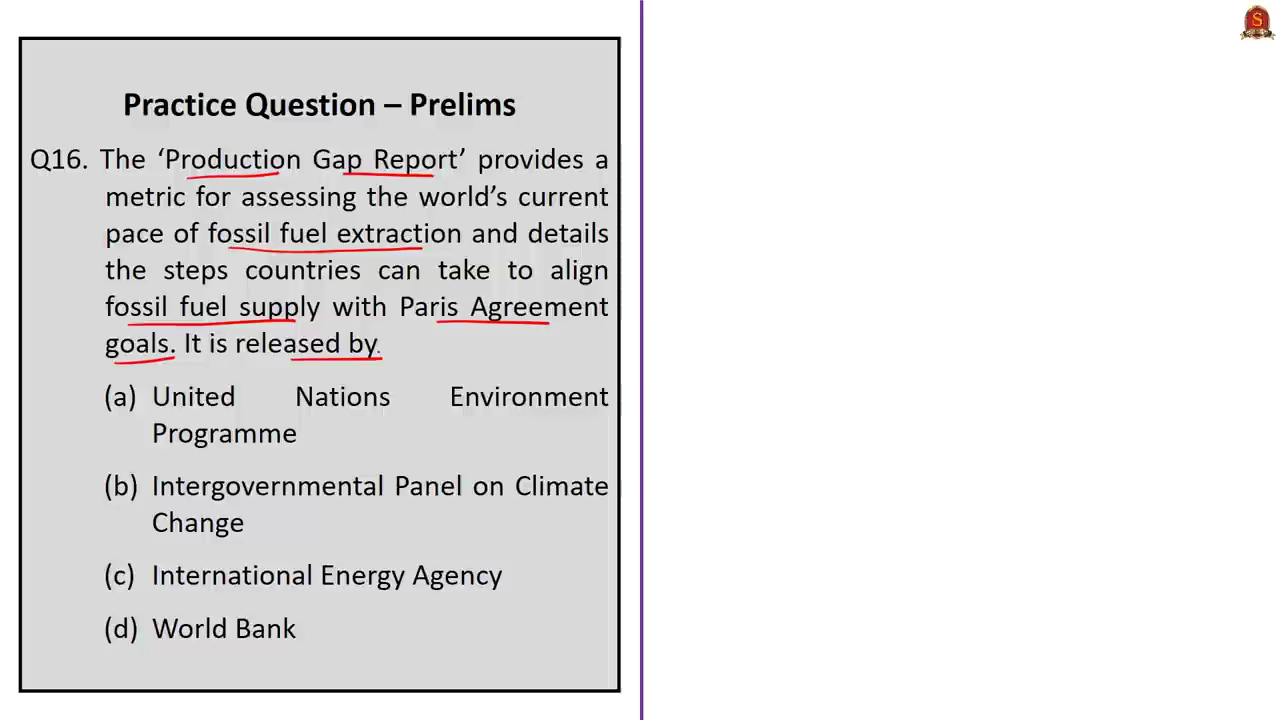 S
Practice Question – Prelims
Q16. The ‘Production Gap Report’ provides a
metric for assessing the world’s current
pace of fossil fuel extraction and details
the steps countries can take to align
fossil fuel supply with Paris Agreement
goals. It is released by.
(a) United Nations Environment
Programme
(b) Intergovernmental Panel on Climate
Change
(c) International Energy Agency
(d) World Bank